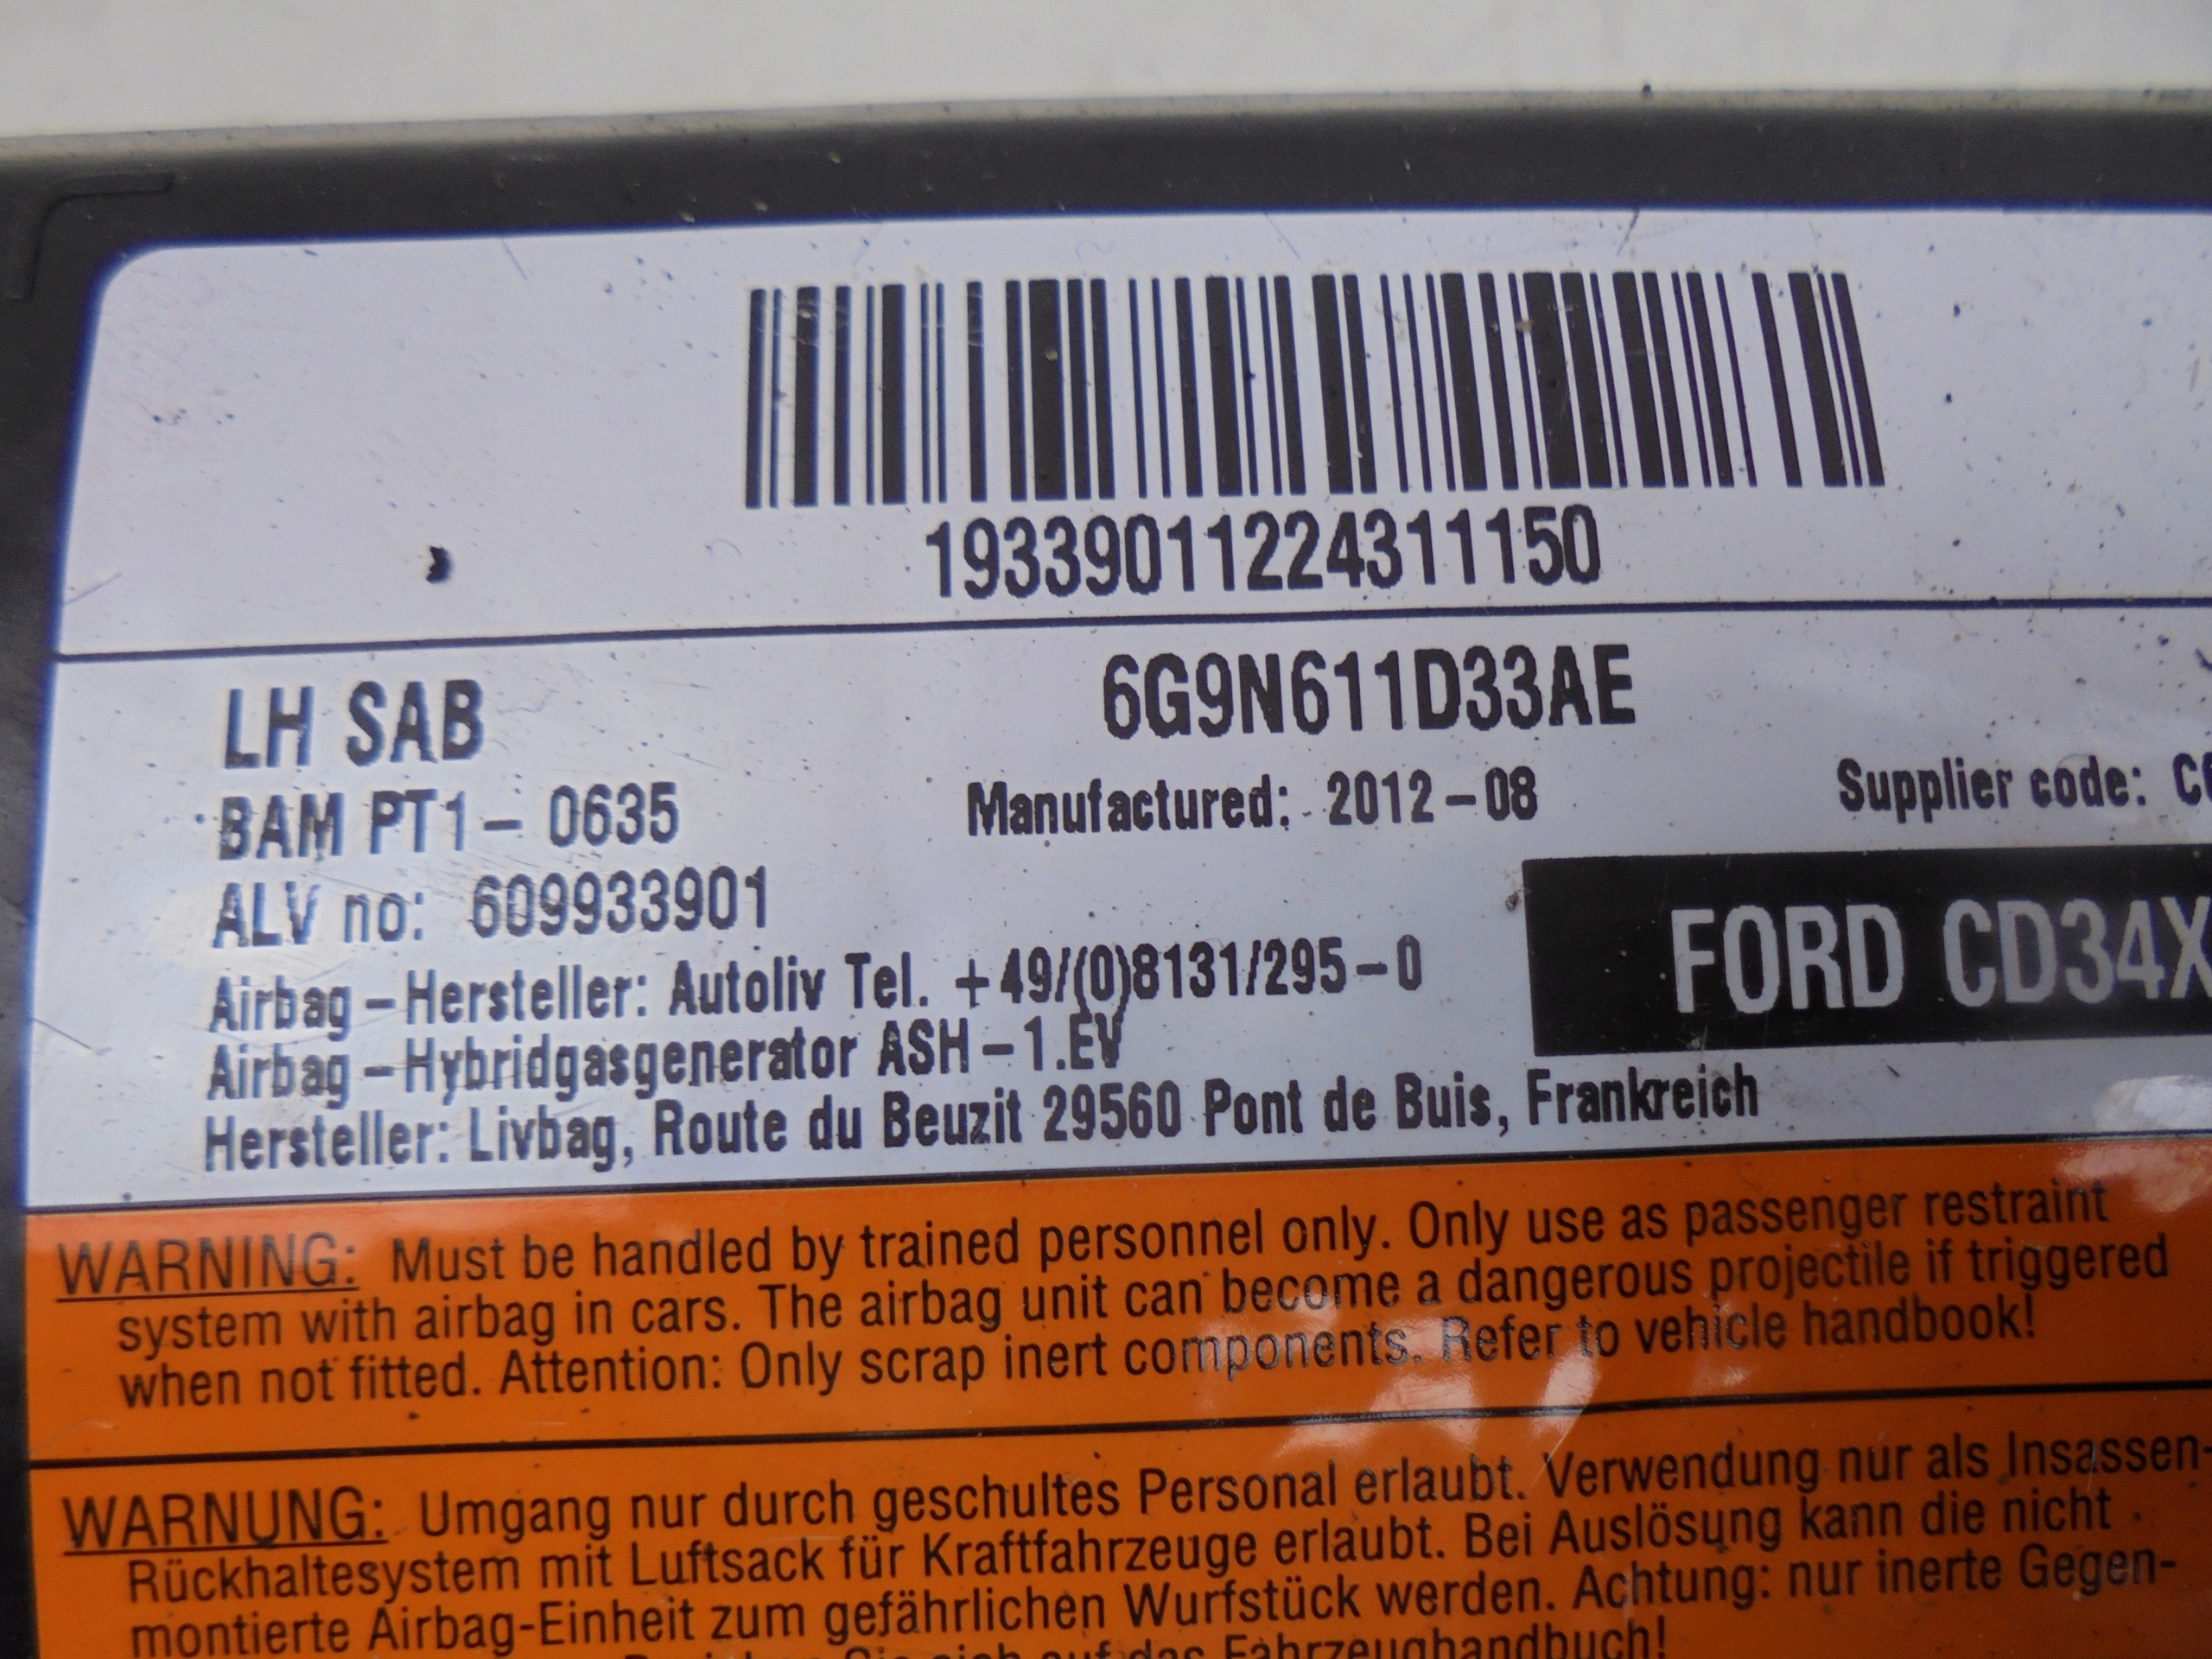 19339011224311150
LH SAB
6G9N611D33AE
BAM PT1 - 0635
Manufactured: 2012 - 08
Supplier code:
ALV no: 609933901
FORD CD34X
Airbag - Hersteller: Autoliv Tel. +49/(0)8131/295 - 0
Airbag - Hybridgasgenerator ASH - 1.EV
Hersteller: Livbag, Route du Beuzit 29560 Pont de Buis, Frankreich
WARNING: Must be handled by trained personnel only. Only use as passenger restraint
system with airbag in cars. The airbag unit can become a dangerous projectile if triggered
when not fitted. Attention: Only scrap inert components. Refer to vehicle handbook!
WARNUNG: Umgang nur durch geschultes Personal erlaubt. Verwendung nur als Insassen-
Rückhaltesystem mit Luftsack für Kraftfahrzeuge erlaubt. Bei Auslösung kann die nicht
montierte Airbag-Einheit zum gefährlichen Wurfstück werden. Achtung: nur inerte Gegen-
Sie sich auf das Fahrzeughandbuch!